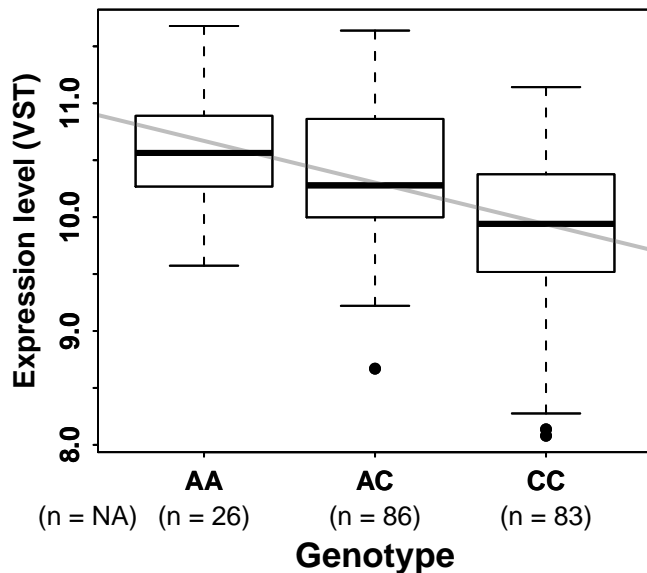 Expression level (VST)
11.0
10.0
9.0
8.0
AA AC CC
(n = NA) (n = 26) (n = 86) (n = 83)
Genotype